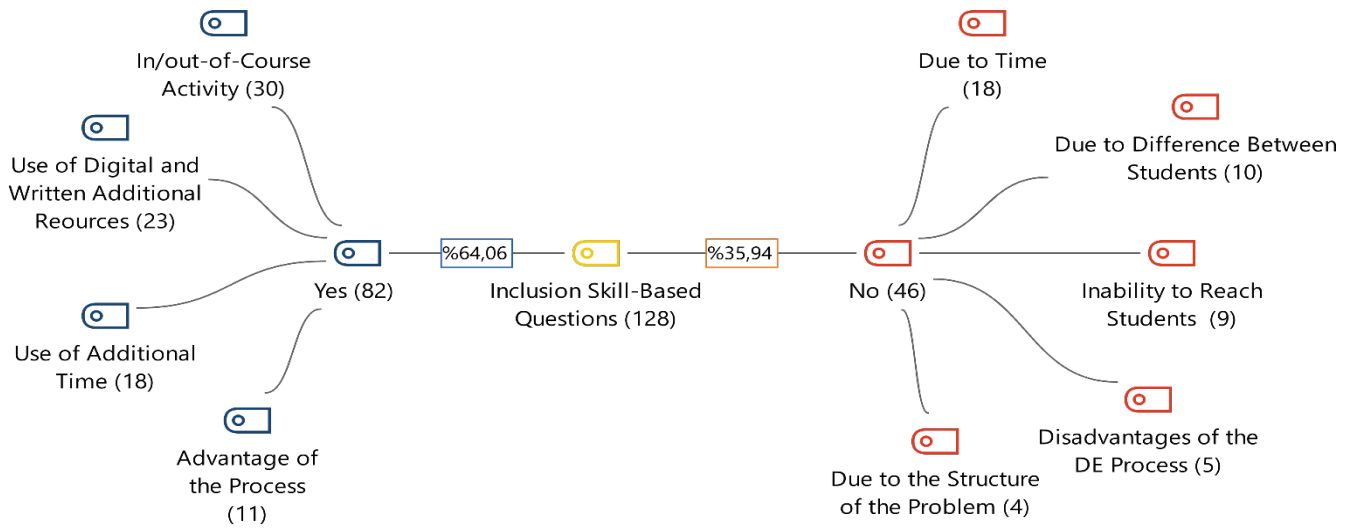 In/out-of-Course
Activity (30)
Use of Digital and
Written Additional
Reources (23)
Use of Additional
Time (18)
Advantage of
the Process
(11)
Yes (82)
%64,06
Inclusion Skill-Based
Questions (128)
%35,94
No (46)
Due to Time
(18)
Due to Difference Between
Students (10)
Inability to Reach
Students (9)
Disadvantages of the
DE Process (5)
Due to the Structure
of the Problem (4)